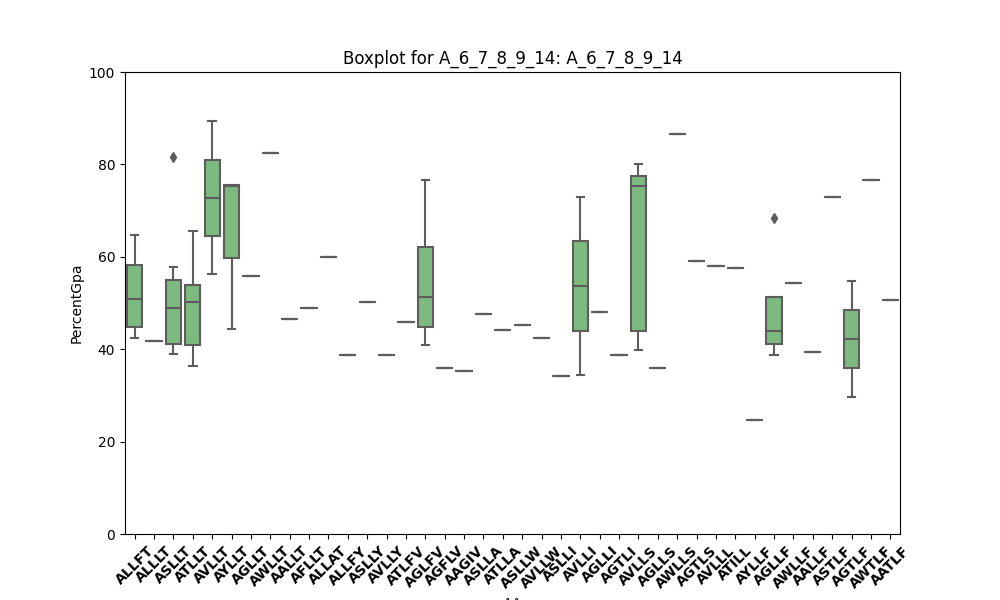 Boxplot for A_6_7_8_9_14: A_6_7_8_9_14
PercentGpa
100
80
60
40
20
0
ALLFT
ALLLT
ASLLT
ATLLT
AVLLT
AYLLT
AGLLT
AWLLT
AALLT
AFLLT
ALLAT
ALLFY
ASLLY
AVLLY
ATLFV
AGLFV
AGFLV
AAGIV
ASLLA
ATLLA
ASLLW
AVLLW
ASLLI
AVLLI
AGLLI
AGTLI
AVLLS
AGLLS
AWLLS
AGTLS
AVLLL
ATILL
AYLLF
AGLLF
AWLLF
AALLF
ASTLF
AGTLF
AWTLF
AATLF